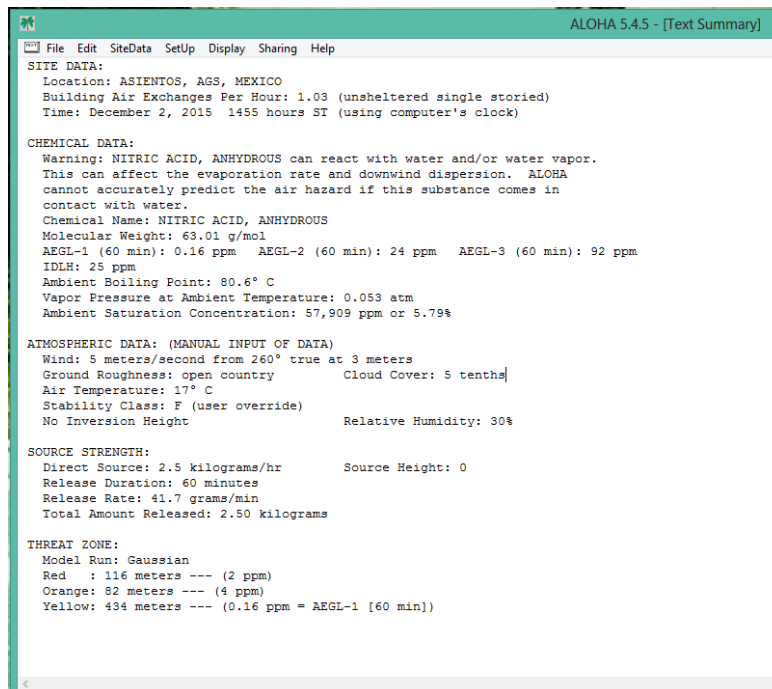 ALOHA 5.4.5 - [Text Summary]
TEXT File Edit SiteData SetUp Display Sharing Help
SITE DATA:
Location: ASIENTOS, AGS, MEXICO
Building Air Exchanges Per Hour: 1.03 (unsheltered single storied)
Time: December 2, 2015 1455 hours ST (using computer's clock)
CHEMICAL DATA:
Warning: NITRIC ACID, ANHYDROUS can react with water and/or water vapor.
This can affect the evaporation rate and downwind dispersion. ALOHA
cannot accurately predict the air hazard if this substance comes in
contact with water.
Chemical Name: NITRIC ACID, ANHYDROUS
Molecular Weight: 63.01 g/mol
AEGL-1 (60 min): 0.16 ppm AEGL-2 (60 min): 24 ppm AEGL-3 (60 min): 92 ppm
IDLH: 25 ppm
Ambient Boiling Point: 80.6° C
Vapor Pressure at Ambient Temperature: 0.053 atm
Ambient Saturation Concentration: 57,909 ppm or 5.79%
ATMOSPHERIC DATA: (MANUAL INPUT OF DATA)
Wind: 5 meters/second from 260° true at 3 meters
Ground Roughness: open country Cloud Cover: 5 tenths
Air Temperature: 17° C
Stability Class: F (user override)
No Inversion Height Relative Humidity: 30%
SOURCE STRENGTH:
Direct Source: 2.5 kilograms/hr Source Height: 0
Release Duration: 60 minutes
Release Rate: 41.7 grams/min
Total Amount Released: 2.50 kilograms
THREAT ZONE:
Model Run: Gaussian
Red : 116 meters --- (2 ppm)
Orange: 82 meters --- (4 ppm)
Yellow: 434 meters --- (0.16 ppm = AEGL-1 [60 min])